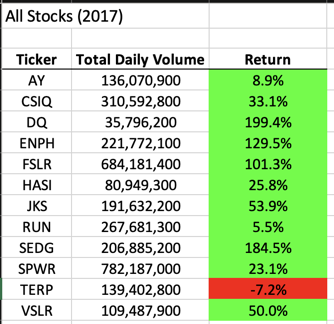 All Stocks (2017)
Ticker Total Daily Volume Return
AY 136,070,900 8.9%
CSIQ 310,592,800 33.1%
DQ 35,796,200 199.4%
ENPH 221,772,100 129.5%
FSLR 684,181,400 101.3%
HASI 80,949,300 25.8%
JKS 191,632,200 53.9%
RUN 267,681,300 5.5%
SEDG 206,885,200 184.5%
SPWR 782,187,000 23.1%
TERP 139,402,800 -7.2%
VSLR 109,487,900 50.0%